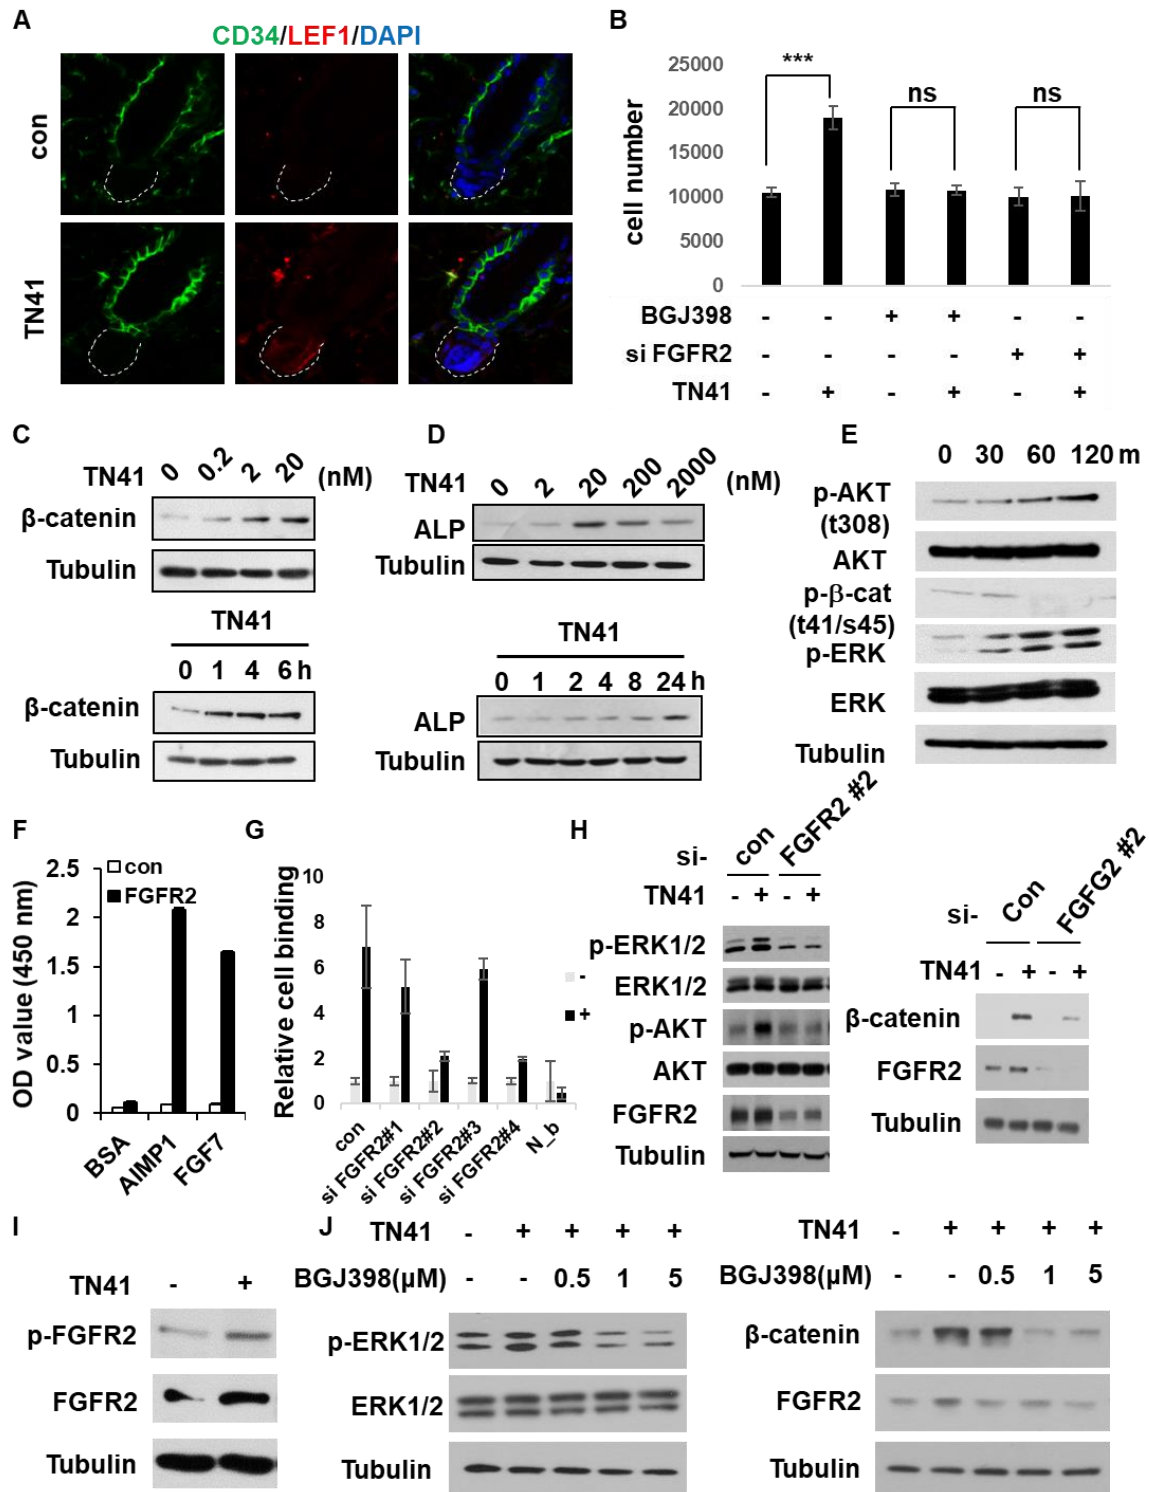 A
CD34/LEF1/DAPI
con
TN41
B
cell number
25000
20000
15000
10000
5000
0
***
ns
ns
BGJ398 - - + + - -
si FGFR2 - - - - + +
TN41 - + - + - +
C
TN41 0 0.2 2 20 (nM)
β-catenin
Tubulin
TN41
0 1 4 6 h
β-catenin
Tubulin
D
TN41 0 2 20 200 2000 (nM)
ALP
Tubulin
TN41
0 1 2 4 8 24 h
ALP
Tubulin
E
0 30 60 120 m
p-AKT
(t308)
AKT
p-β-cat
(t41/s45)
p-ERK
ERK
Tubulin
F
OD value (450 nm)
2.5
2
1.5
1
0.5
0
con
FGFR2
BSA
AIMP1
FGF7
G
Relative cell binding
10
8
6
4
2
0
-
+
con
si FGFR2#1
si FGFR2#2
si FGFR2#3
si FGFR2#4
N_b
H
si- con FGFR2 #2
TN41 - + - +
p-ERK1/2
ERK1/2
p-AKT
AKT
FGFR2
Tubulin
si- Con FGFG2 #2
TN41 - + - +
β-catenin
FGFR2
Tubulin
I
TN41 - +
p-FGFR2
FGFR2
Tubulin
J
TN41 - + + + +
BGJ398(µM) - - 0.5 1 5
p-ERK1/2
ERK1/2
Tubulin
TN41 - + + + +
BGJ398(µM) - - 0.5 1 5
β-catenin
FGFR2
Tubulin